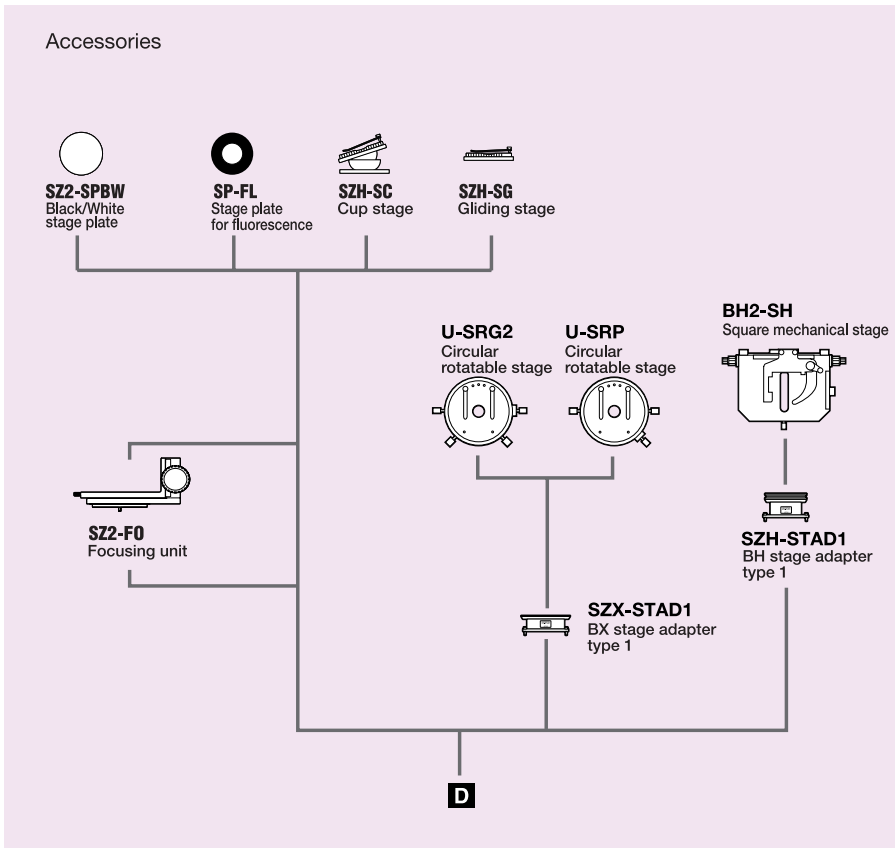 Accessories
SZ2-SPBW
Black/White
stage plate
SP-FL
Stage plate
for fluorescence
SZH-SC
Cup stage
SZH-SG
Gliding stage
U-SRG2
Circular
rotatable stage
U-SRP
Circular
rotatable stage
BH2-SH
Square mechanical stage
SZ2-FO
Focusing unit
SZH-STAD1
BH stage adapter
type 1
SZX-STAD1
BX stage adapter
type 1
D